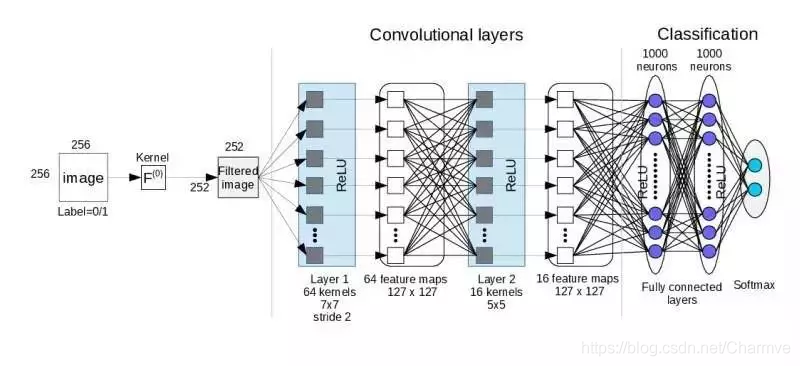 Convolutional layers
Classification
1000
neurons
1000
neurons
256
256
image
Label=0/1
Kernel
F(0)
252
252
Filtered
image
ReLU
ReLU
ReLU
ReLU
Layer 1
64 kernels
7x7
stride 2
64 feature maps
127 x 127
Layer 2
16 kernels
5x5
16 feature maps
127 x 127
Fully connected
layers
Softmax
https://blog.csdn.net/Charmve